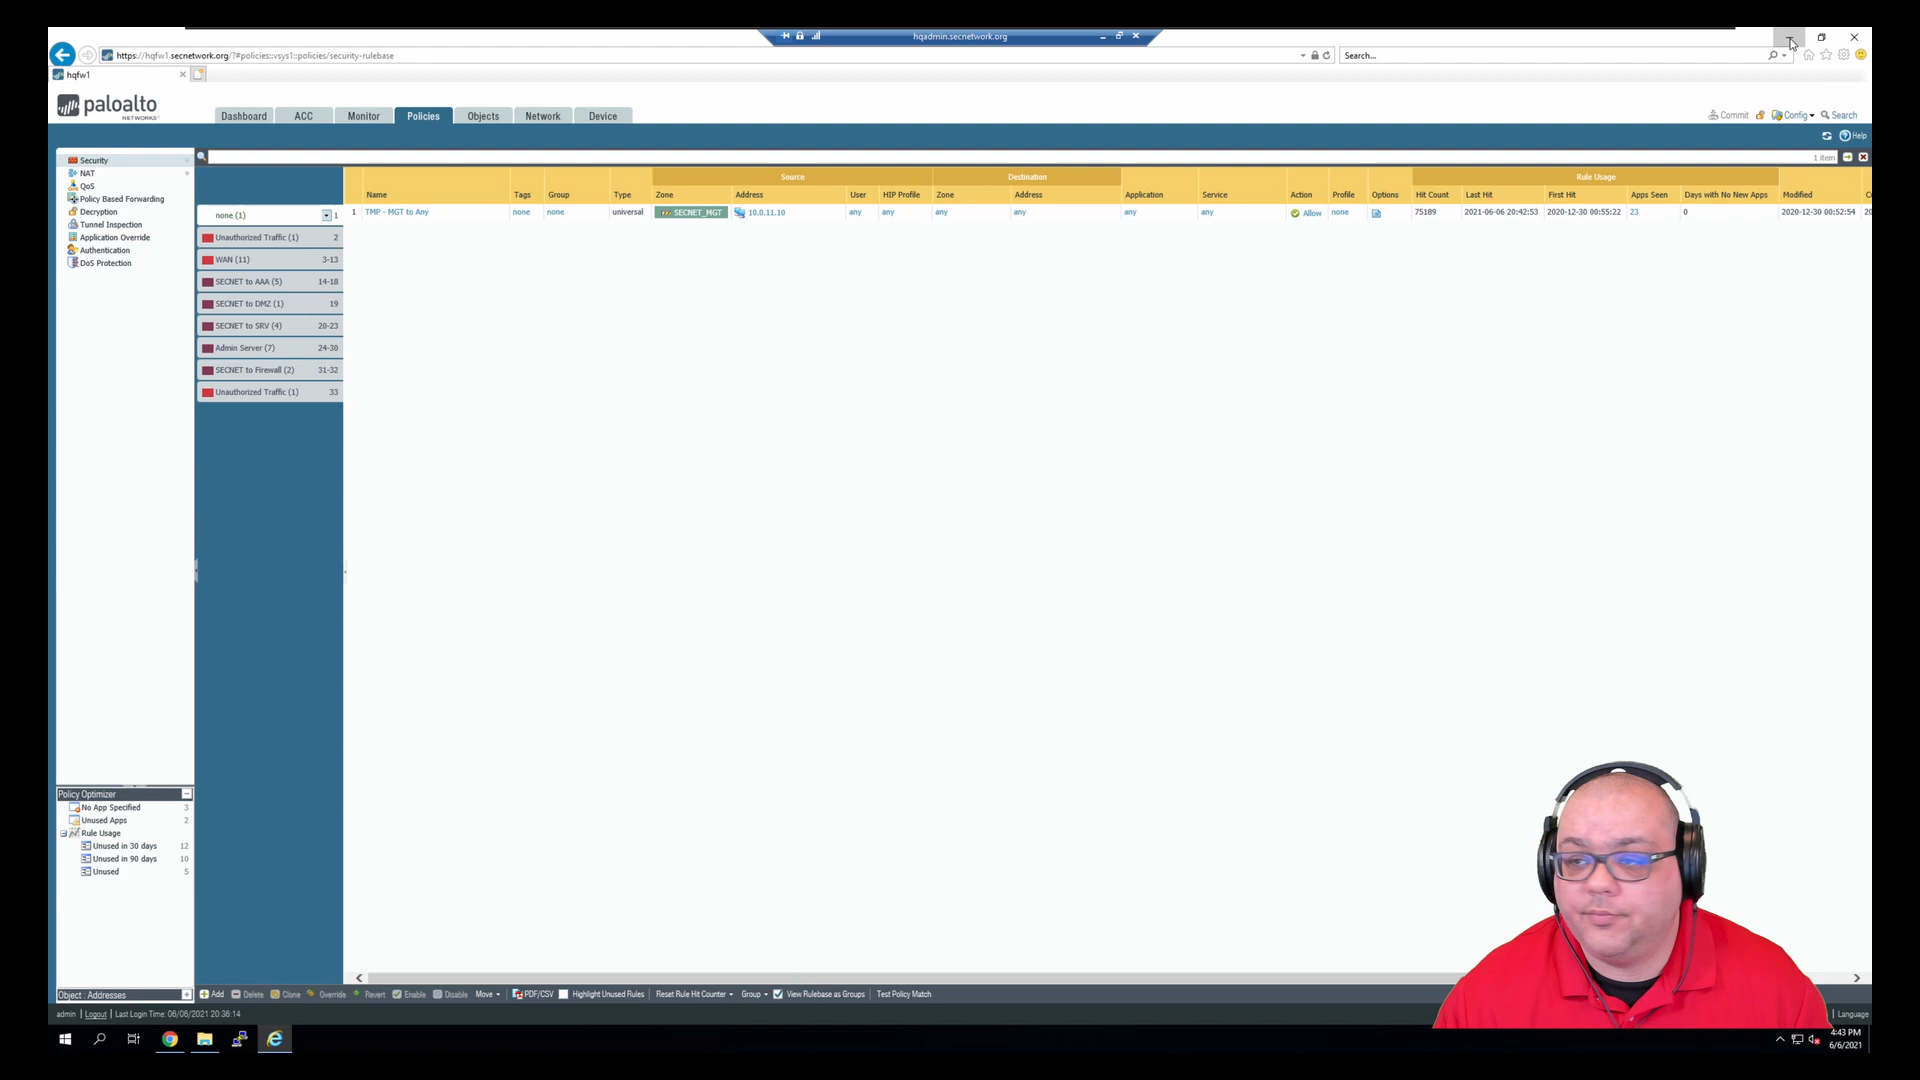 hqadmin.secnetwork.org
https://hqfw1.secnetwork.org/?#policies::vsys1::policies/security-rulebase
Search...
hqfw1
paloalto
NETWORKS
Dashboard ACC Monitor Policies Objects Network Device
Commit Config Search
Help
1 item
Security
NAT
QoS
Policy Based Forwarding
Decryption
Tunnel Inspection
Application Override
Authentication
DoS Protection
none (1) 1
Unauthorized Traffic (1) 2
WAN (11) 3-13
SECNET to AAA (5) 14-18
SECNET to DMZ (1) 19
SECNET to SRV (4) 20-23
Admin Server (7) 24-30
SECNET to Firewall (2) 31-32
Unauthorized Traffic (1) 33
Source Destination Rule Usage
Name Tags Group Type Zone Address User HIP Profile Zone Address Application Service Action Profile Options Hit Count Last Hit First Hit Apps Seen Days with No New Apps Modified
1 TMP - MGT to Any none none universal SECNET_MGT 10.0.11.10 any any any any any any Allow none 75189 2021-06-06 20:42:53 2020-12-30 00:55:22 23 0 2020-12-30 00:52:54 20
Policy Optimizer
No App Specified 3
Unused Apps 2
Rule Usage
Unused in 30 days 12
Unused in 90 days 10
Unused 5
Object : Addresses
Add Delete Clone Override Revert Enable Disable Move PDF/CSV Highlight Unused Rules Reset Rule Hit Counter Group View Rulebase as Groups Test Policy Match
admin | Logout | Last Login Time: 06/06/2021 20:36:14
Language
4:43 PM
6/6/2021